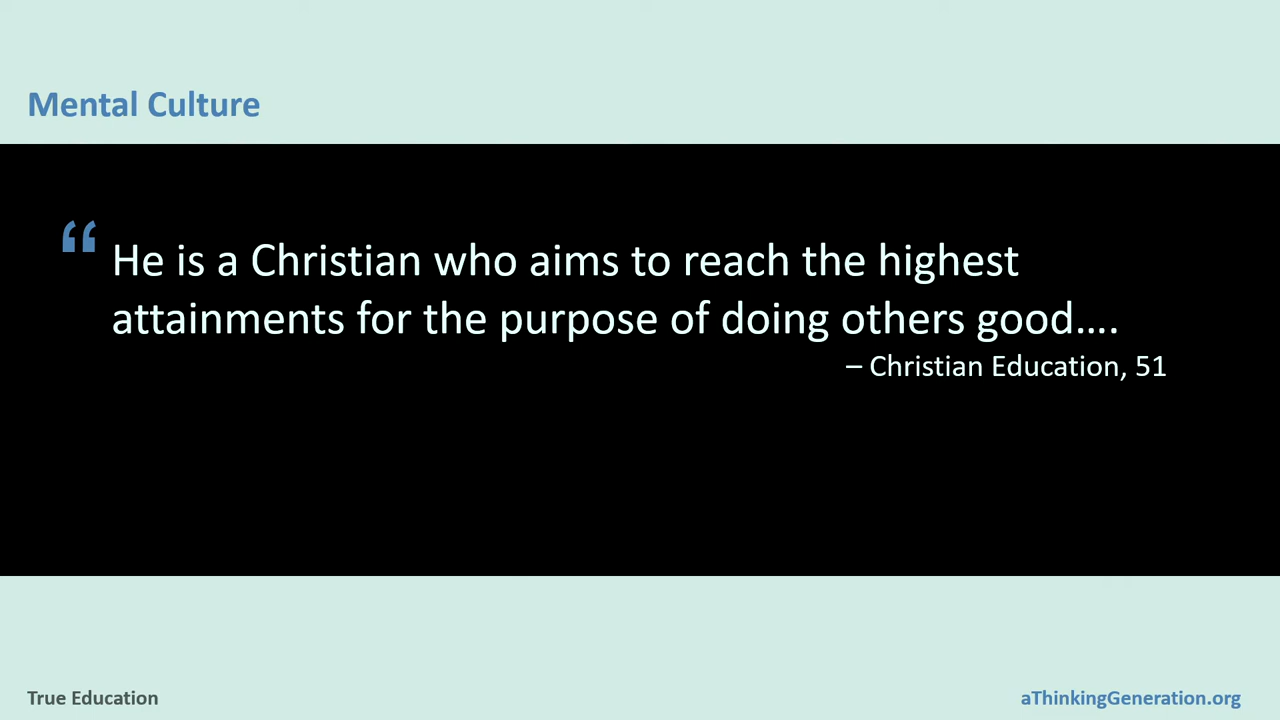 Mental Culture
“ He is a Christian who aims to reach the highest
attainments for the purpose of doing others good….
– Christian Education, 51
True Education
aThinkingGeneration.org